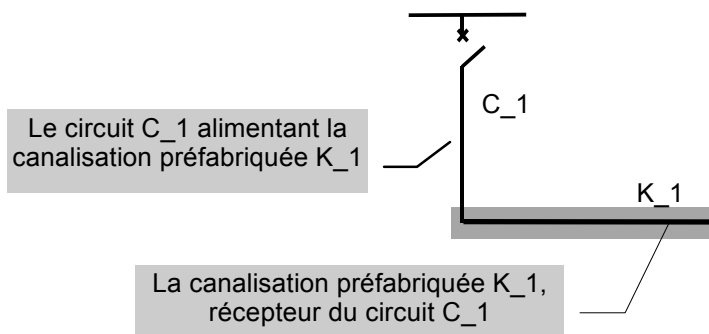 C_1
Le circuit C_1 alimentant la
canalisation préfabriquée K_1
K_1
La canalisation préfabriquée K_1,
récepteur du circuit C_1